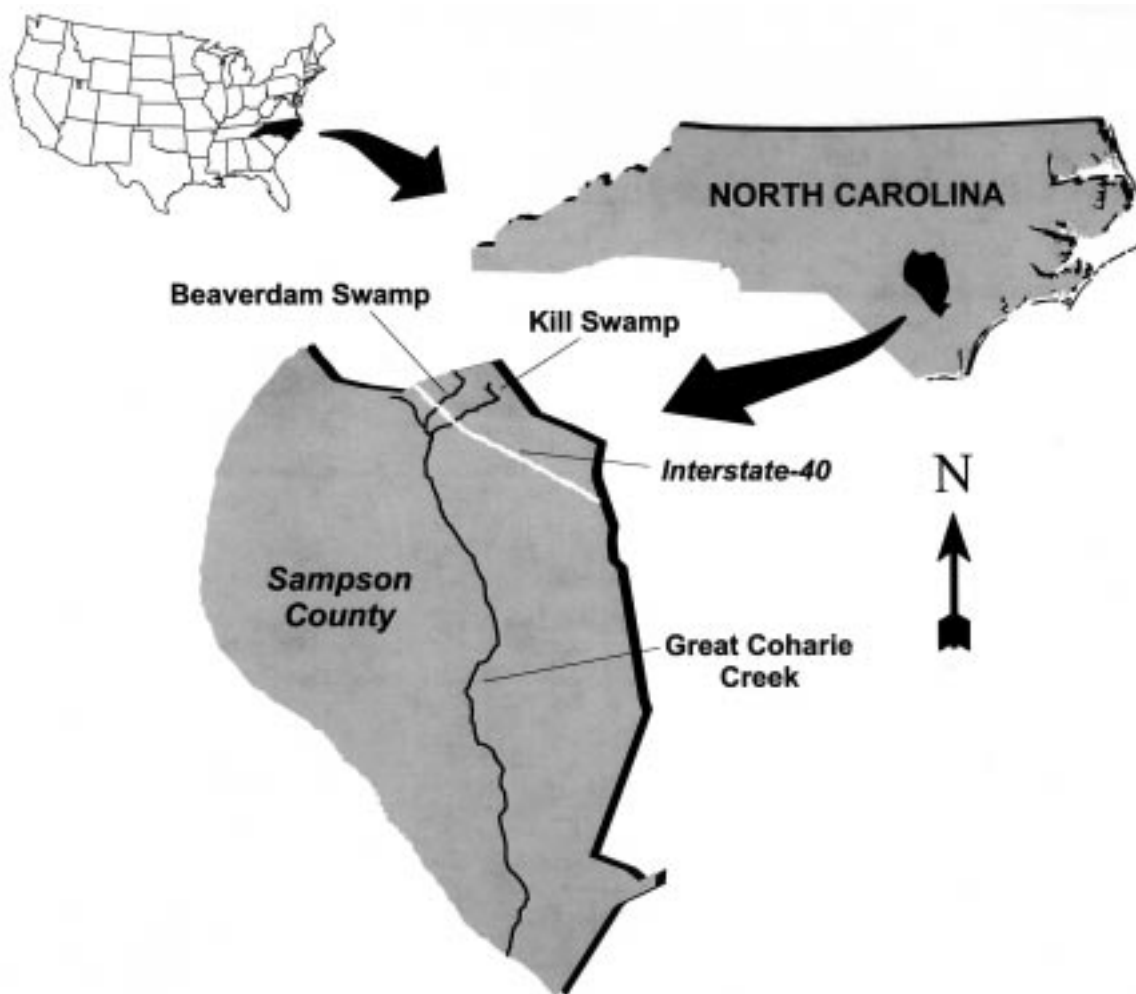 NORTH CAROLINA
Beaverdam Swamp
Kill Swamp
Interstate-40
N
Sampson
County
Great Coharie
Creek